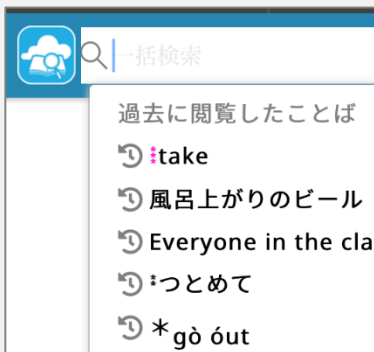 一括検索
過去に閲覧したことば
⁑take
風呂上がりのビール
Everyone in the cla
⁑つとめて
*gò óut